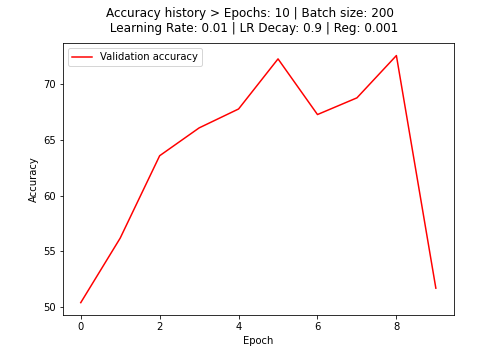 Accuracy history > Epochs: 10 | Batch size: 200
Learning Rate: 0.01 | LR Decay: 0.9 | Reg: 0.001
Validation accuracy
70
65
60
55
50
Accuracy
0 2 4 6 8
Epoch